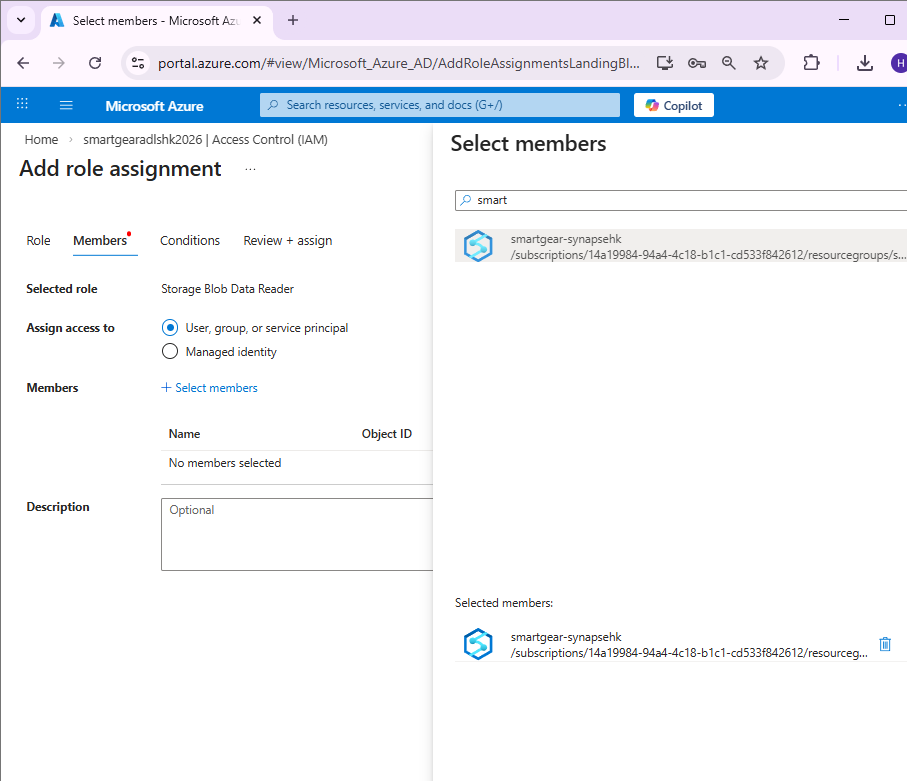 Select members - Microsoft Az
portal.azure.com/#view/Microsoft_Azure_AD/AddRoleAssignmentsLandingBl...
H
Microsoft Azure
Search resources, services, and docs (G+/)
Copilot
Home > smartgearadlshk2026 | Access Control (IAM)
Add role assignment ...
Role Members Conditions Review + assign
Selected role Storage Blob Data Reader
Assign access to User, group, or service principal
Managed identity
Members + Select members
Name Object ID
No members selected
Description Optional
Select members
smart
smartgear-synapsehk
/subscriptions/14a19984-94a4-4c18-b1c1-cd533f842612/resourcegroups/s...
Selected members:
smartgear-synapsehk
/subscriptions/14a19984-94a4-4c18-b1c1-cd533f842612/resourceg...